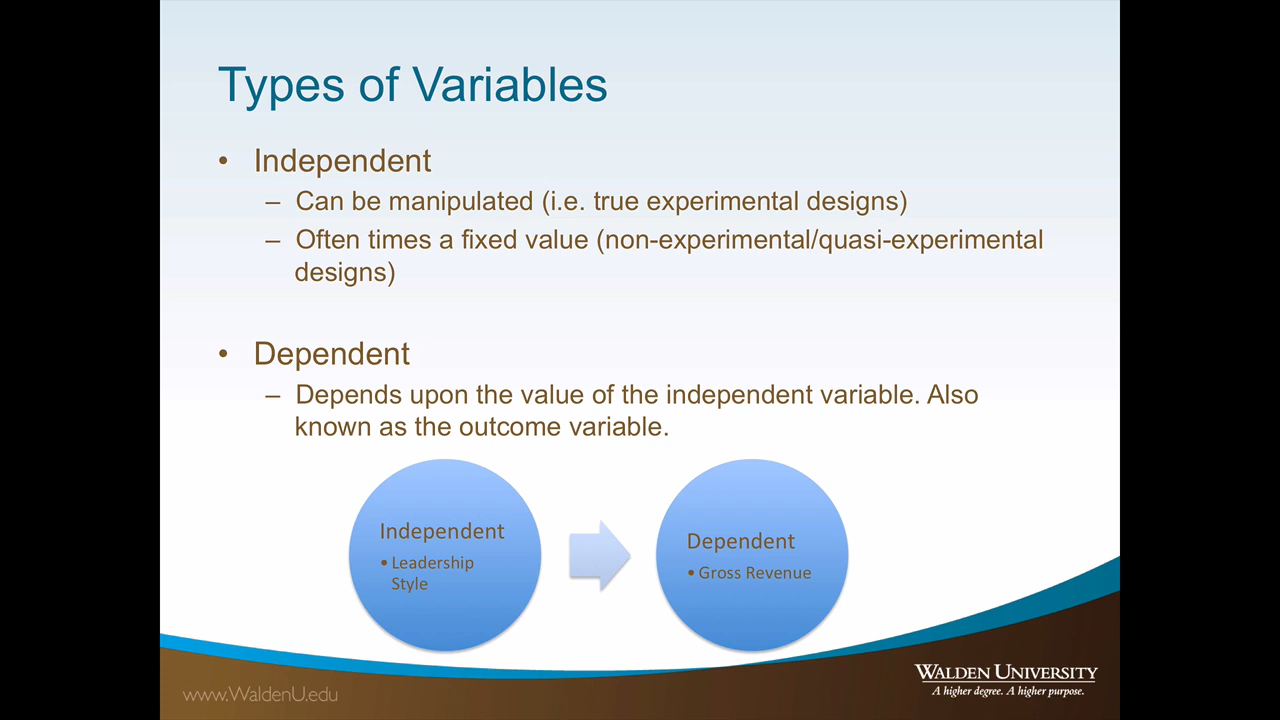 Types of Variables
• Independent
– Can be manipulated (i.e. true experimental designs)
– Often times a fixed value (non-experimental/quasi-experimental
designs)
• Dependent
– Depends upon the value of the independent variable. Also
known as the outcome variable.
Independent
• Leadership
Style
Dependent
• Gross Revenue
www.WaldenU.edu
WALDEN UNIVERSITY
A higher degree. A higher purpose.